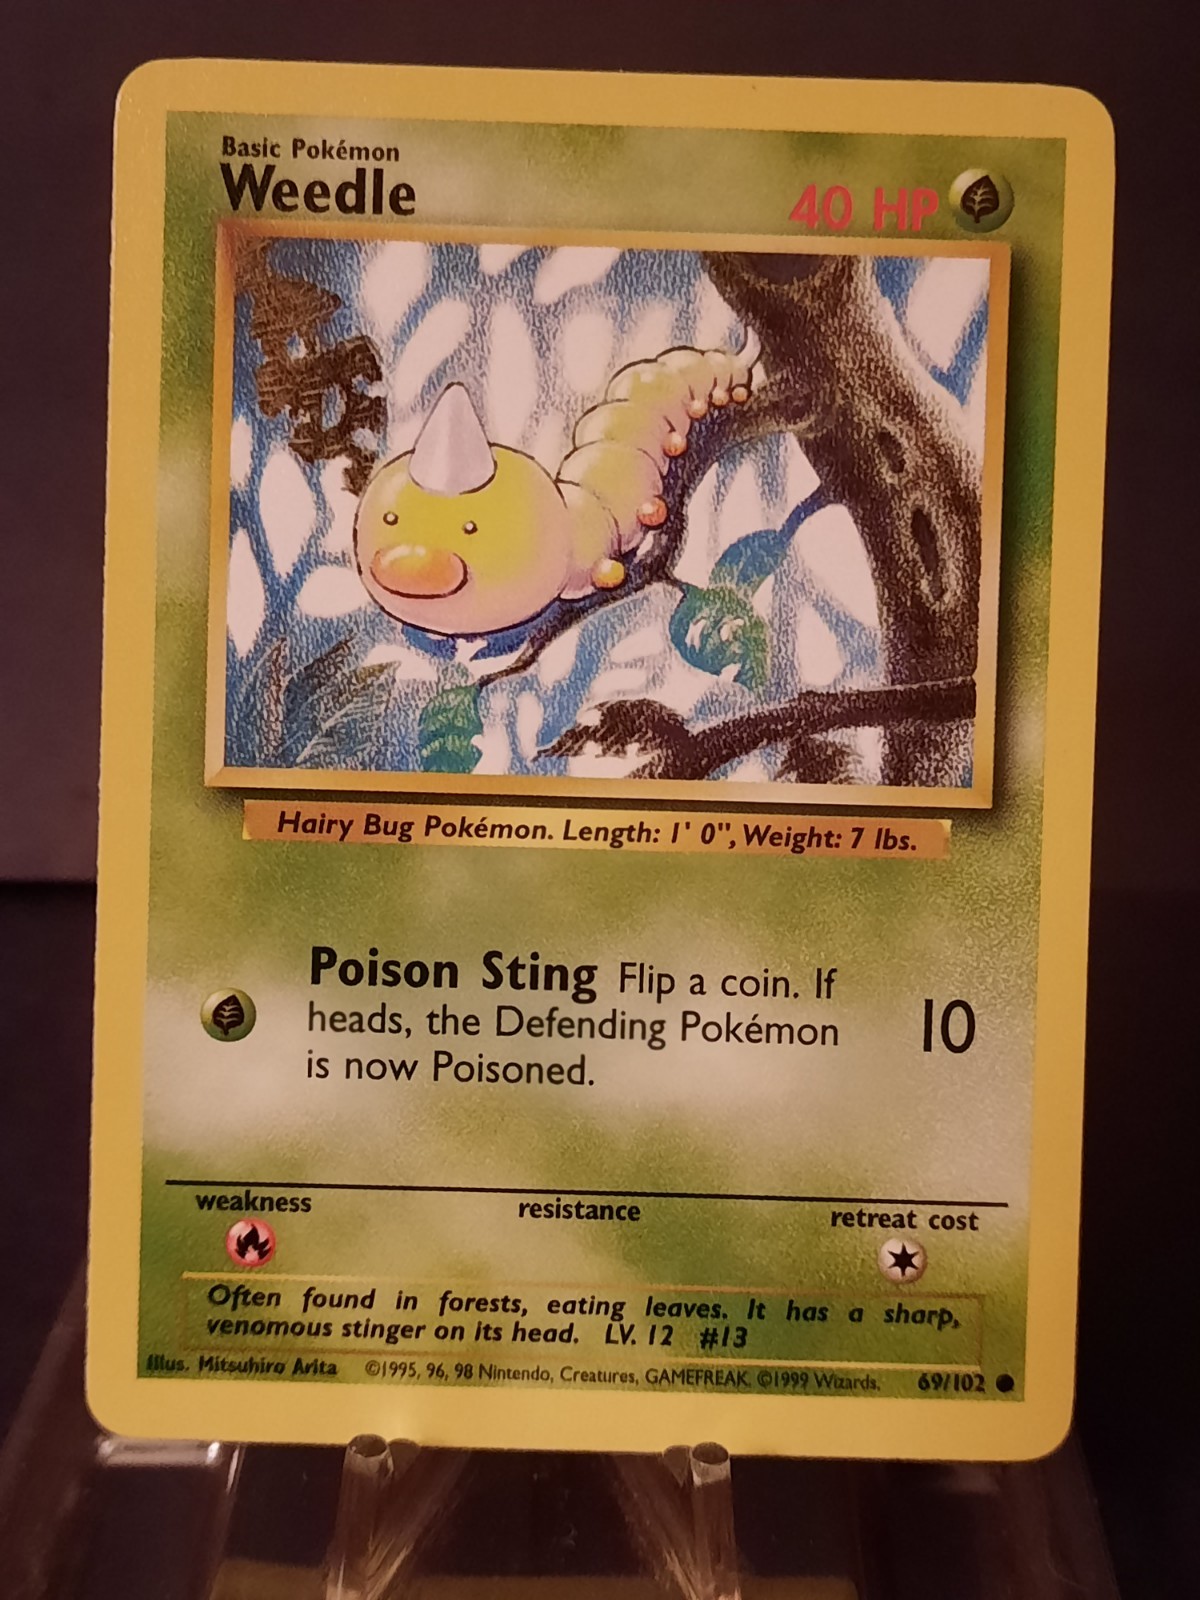 Basic Pokémon
Weedle
40 HP
Hairy Bug Pokémon. Length: 1' 0", Weight: 7 lbs.
Poison Sting Flip a coin. If
heads, the Defending Pokémon
is now Poisoned.
10
weakness resistance retreat cost
Often found in forests, eating leaves. It has a sharp,
venomous stinger on its head. LV. 12 #13
Illus. Mitsuhiro Arita ©1995, 96, 98 Nintendo, Creatures, GAMEFREAK. ©1999 Wizards. 69/102